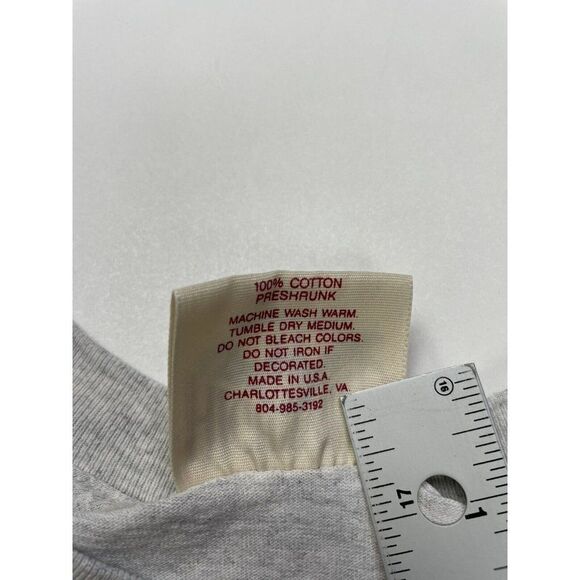 100% COTTON
PRESHRUNK
MACHINE WASH WARM.
TUMBLE DRY MEDIUM.
DO NOT BLEACH COLORS.
DO NOT IRON IF
DECORATED.
MADE IN U.S.A.
CHARLOTTESVILLE, VA.
804-985-3192
16
17
1